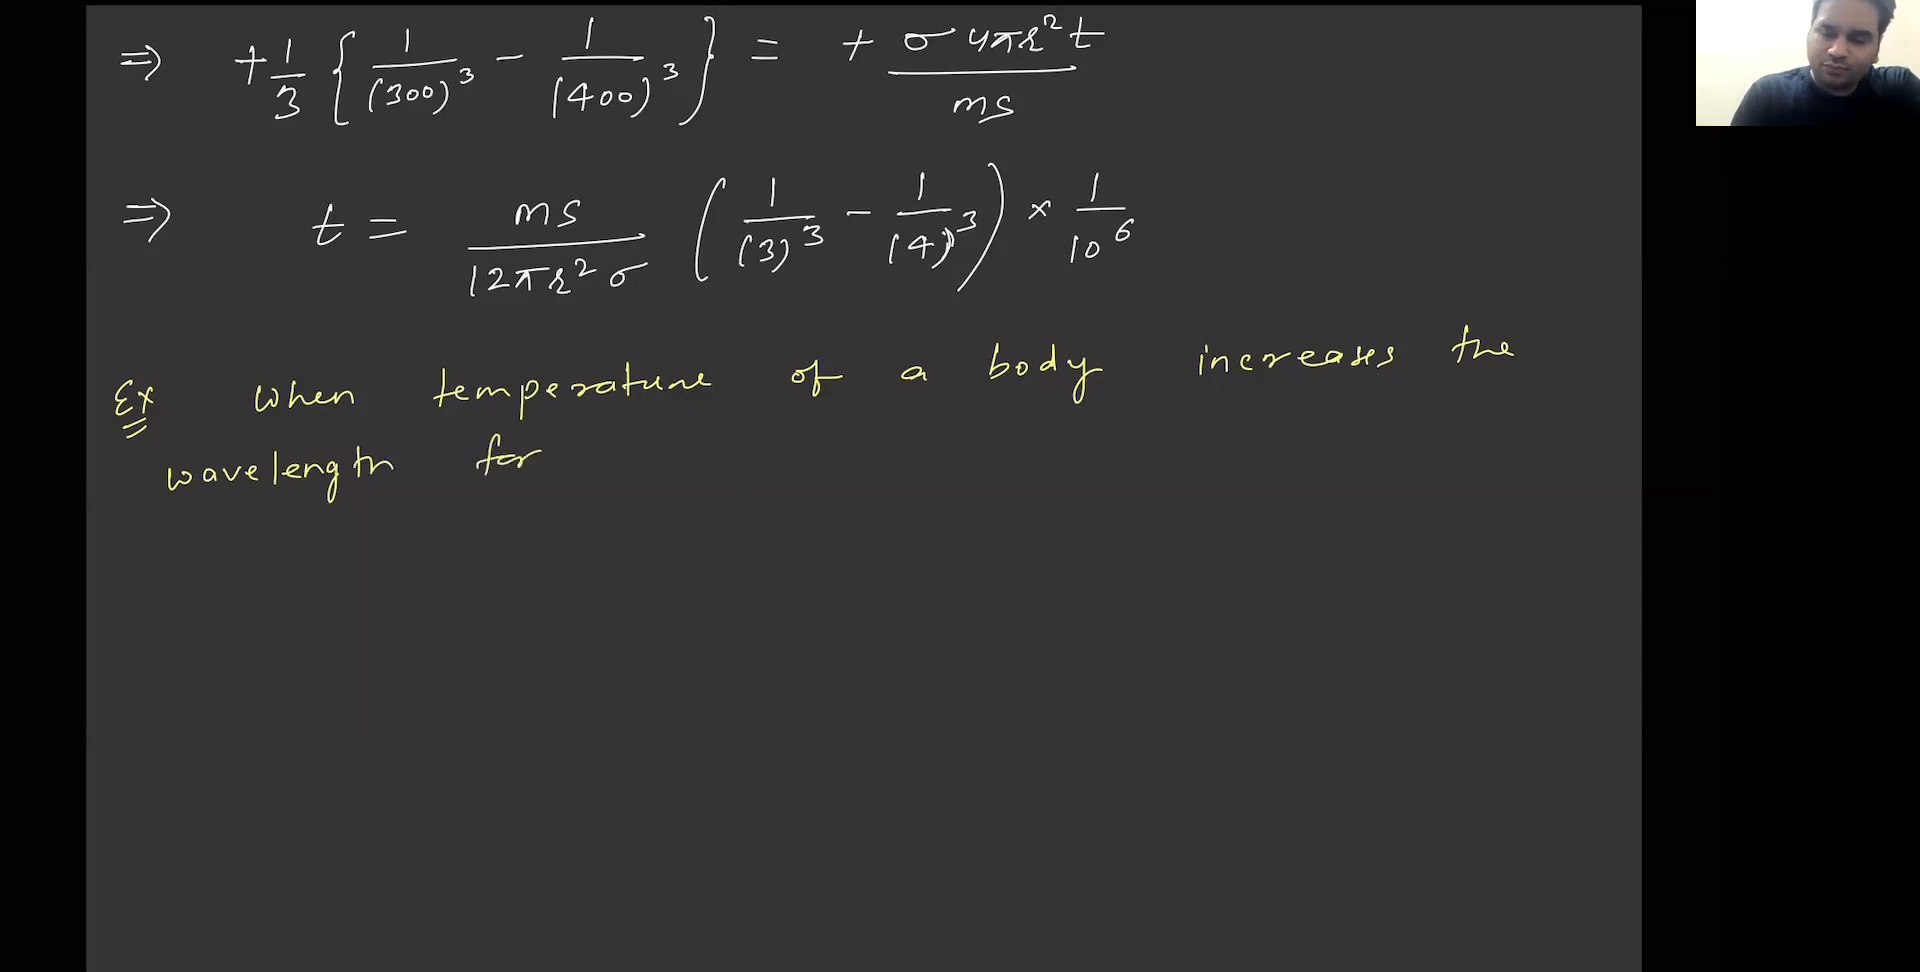 ⇒ +1/3 { 1/(300)³ - 1/(400)³ } = + σ4πr²t/ms
⇒ t = ms/12πr²σ ( 1/(3)³ - 1/(4)³ ) × 1/10⁶
Ex When temperature of a body increases the
wavelength for